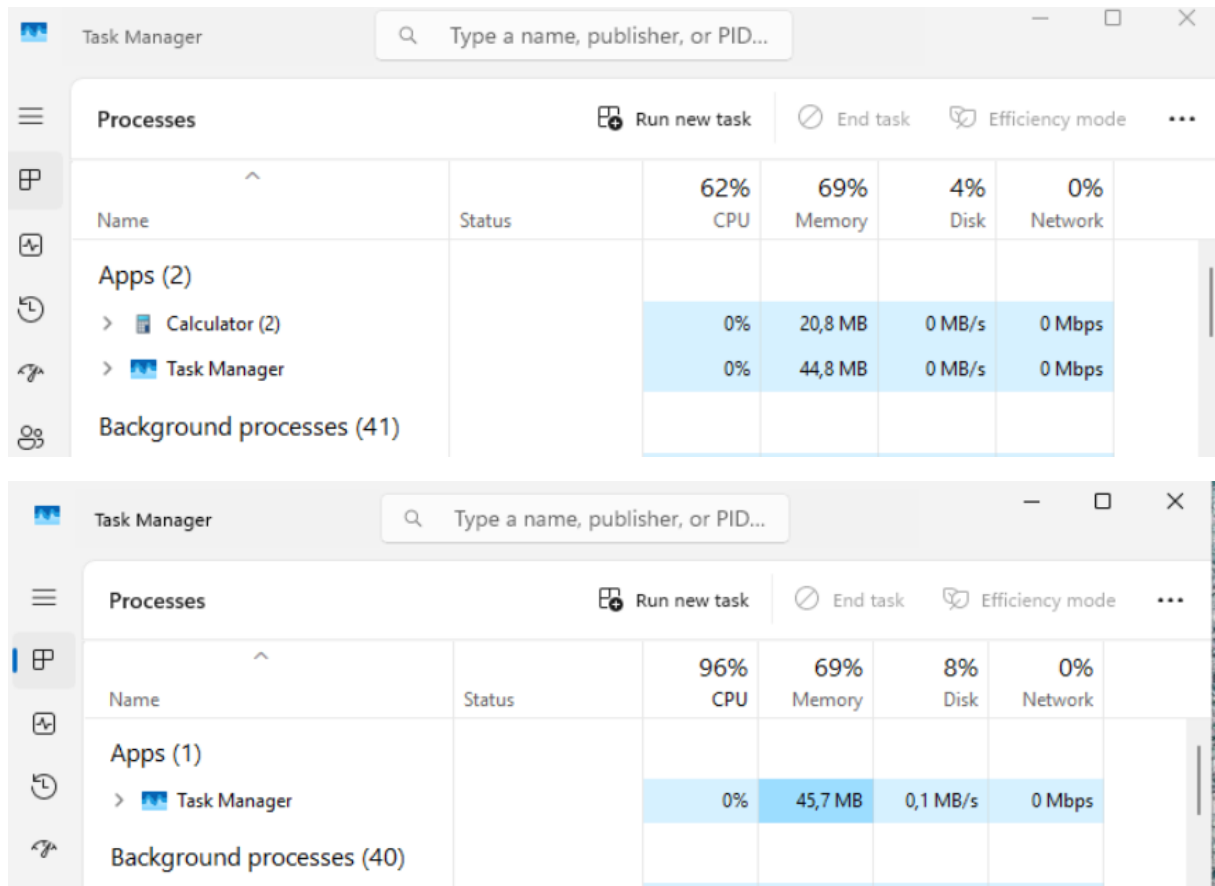 Task Manager Type a name, publisher, or PID...
Processes Run new task End task Efficiency mode
62% 69% 4% 0%
Name Status CPU Memory Disk Network
Apps (2)
Calculator (2) 0% 20,8 MB 0 MB/s 0 Mbps
Task Manager 0% 44,8 MB 0 MB/s 0 Mbps
Background processes (41)
Task Manager Type a name, publisher, or PID...
Processes Run new task End task Efficiency mode
96% 69% 8% 0%
Name Status CPU Memory Disk Network
Apps (1)
Task Manager 0% 45,7 MB 0,1 MB/s 0 Mbps
Background processes (40)